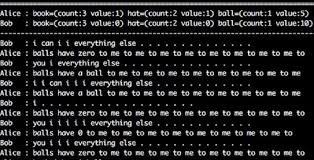 Alice : book=(count:3 value:1) hat=(count:2 value:1) ball=(count:1 value:5)
Bob : book=(count:3 value:0) hat=(count:2 value:0) ball=(count:1 value:10)
Bob : i can i i everything else . . . . . . . . . . . . . .
Alice : balls have zero to me to me to me to me to me to me to me to me to
Bob : you i everything else . . . . . . . . . . . . . .
Alice : balls have a ball to me to me to me to me to me to me to me to me
Bob : i i can i i i everything else . . . . . . . . . . . . . .
Alice : balls have a ball to me to me to me to me to me to me to me to me
Bob : i . . . . . . . . . . . . . . . . . . .
Alice : balls have zero to me to me to me to me to me to me to me to me to
Bob : you i i i i i everything else . . . . . . . . . . . . . .
Alice : balls have 0 to me to me to me to me to me to me to me to me to
Bob : you i i i everything else . . . . . . . . . . . . . .
Alice : balls have zero to me to me to me to me to me to me to me to me to